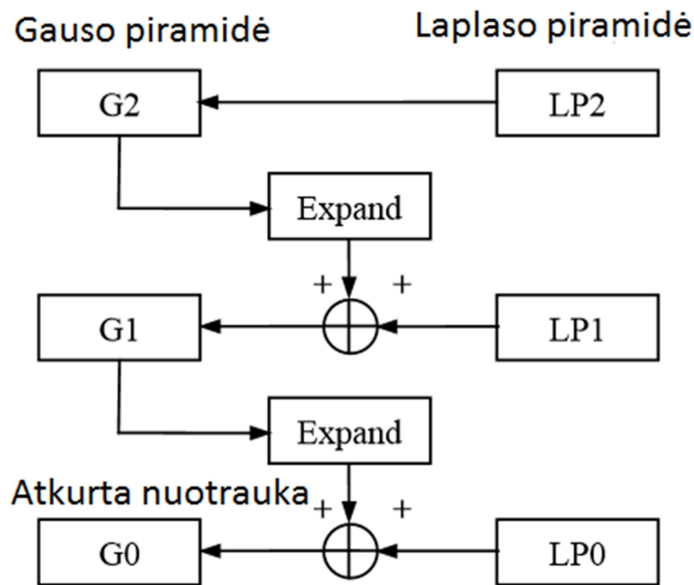 Gauso piramidė
Laplaso piramidė
G2
LP2
Expand
+ +
G1
LP1
Expand
Atkurta nuotrauka
+ +
G0
LP0